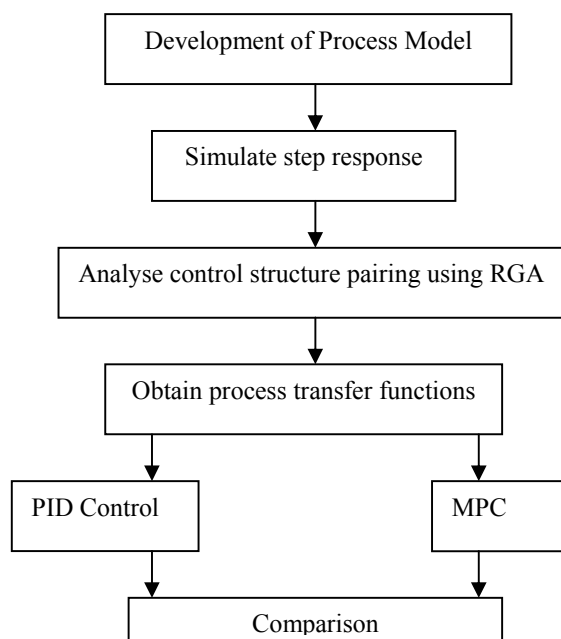 Development of Process Model
Simulate step response
Analyse control structure pairing using RGA
Obtain process transfer functions
PID Control
MPC
Comparison